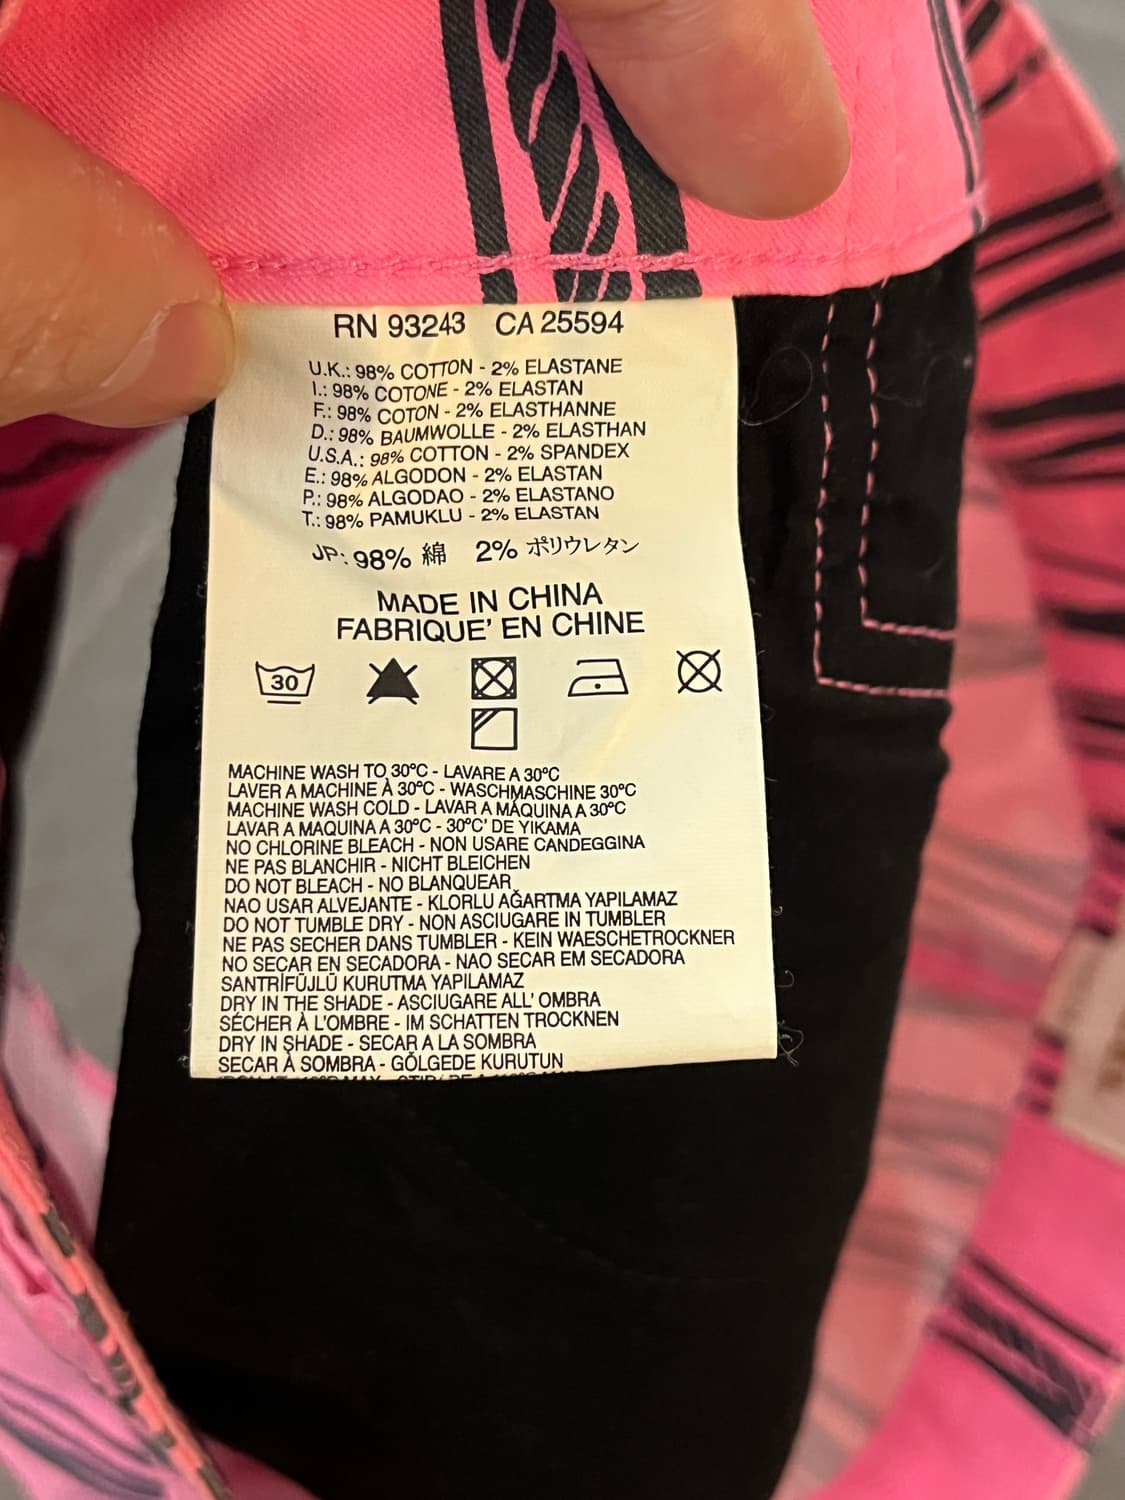 RN 93243 CA 25594
U.K.: 98% COTTON - 2% ELASTANE
I.: 98% COTONE - 2% ELASTAN
F.: 98% COTON - 2% ELASTHANNE
D.: 98% BAUMWOLLE - 2% ELASTHAN
U.S.A.: 98% COTTON - 2% SPANDEX
E.: 98% ALGODON - 2% ELASTAN
P.: 98% ALGODAO - 2% ELASTANO
T.: 98% PAMUKLU - 2% ELASTAN
JP: 98% 綿 2% ポリウレタン
MADE IN CHINA
FABRIQUE' EN CHINE
30
MACHINE WASH TO 30ºC - LAVARE A 30ºC
LAVER A MACHINE À 30ºC - WASCHMASCHINE 30ºC
MACHINE WASH COLD - LAVAR A MÁQUINA A 30ºC
LAVAR A MAQUINA A 30ºC - 30ºC' DE YIKAMA
NO CHLORINE BLEACH - NON USARE CANDEGGINA
NE PAS BLANCHIR - NICHT BLEICHEN
DO NOT BLEACH - NO BLANQUEAR
NAO USAR ALVEJANTE - KLORLU AĞARTMA YAPILAMAZ
DO NOT TUMBLE DRY - NON ASCIUGARE IN TUMBLER
NE PAS SECHER DANS TUMBLER - KEIN WAESCHETROCKNER
NO SECAR EN SECADORA - NAO SECAR EM SECADORA
SANTRİFÜJLÜ KURUTMA YAPILAMAZ
DRY IN THE SHADE - ASCIUGARE ALL' OMBRA
SÉCHER À L'OMBRE - IM SCHATTEN TROCKNEN
DRY IN SHADE - SECAR A LA SOMBRA
SECAR À SOMBRA - GÖLGEDE KURUTUN